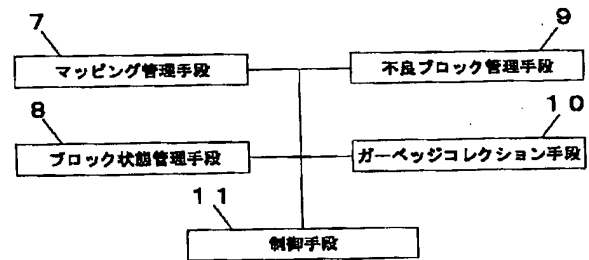 7
マッピング管理手段
9
不良ブロック管理手段
8
ブロック状態管理手段
10
ガーベッジコレクション手段
11
制御手段